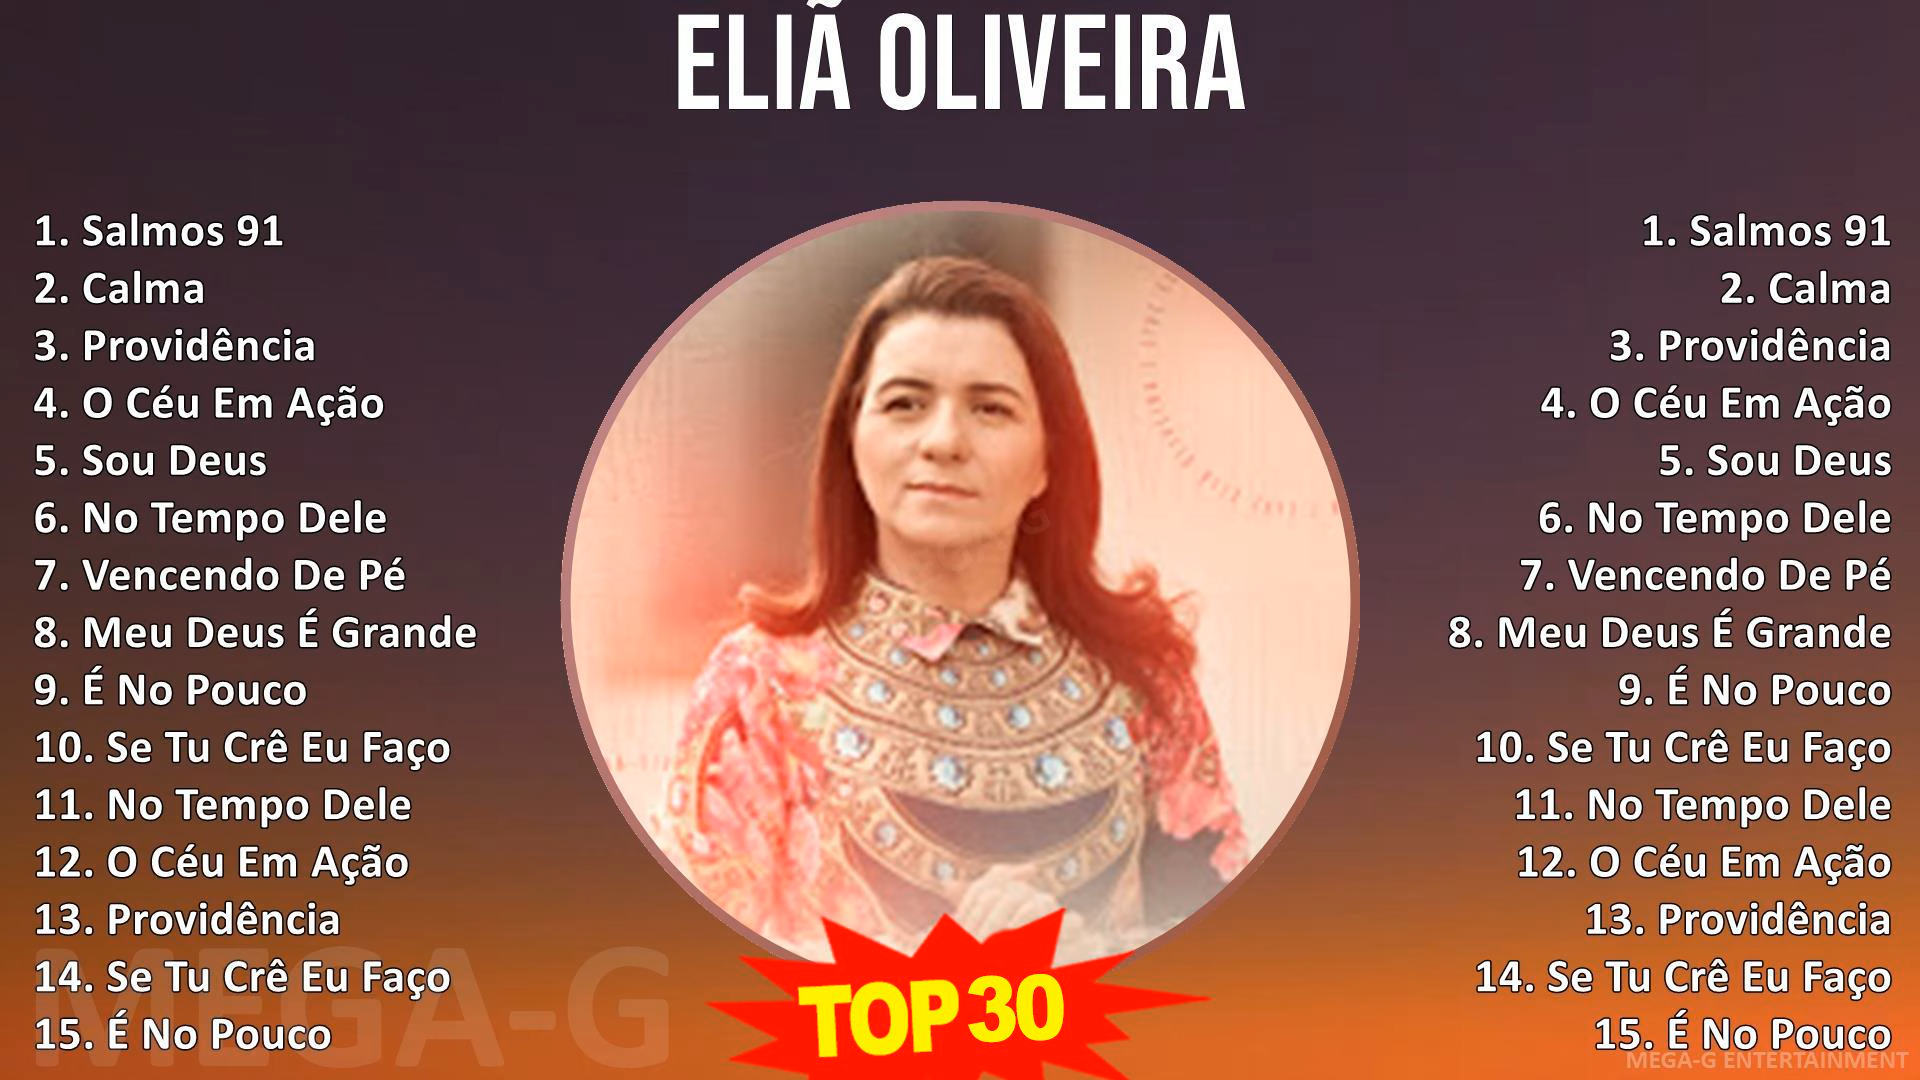 ELIÃ OLIVEIRA
1. Salmos 91
2. Calma
3. Providência
4. O Céu Em Ação
5. Sou Deus
6. No Tempo Dele
7. Vencendo De Pé
8. Meu Deus É Grande
9. É No Pouco
10. Se Tu Crê Eu Faço
11. No Tempo Dele
12. O Céu Em Ação
13. Providência
14. Se Tu Crê Eu Faço
15. É No Pouco
1. Salmos 91
2. Calma
3. Providência
4. O Céu Em Ação
5. Sou Deus
6. No Tempo Dele
7. Vencendo De Pé
8. Meu Deus É Grande
9. É No Pouco
10. Se Tu Crê Eu Faço
11. No Tempo Dele
12. O Céu Em Ação
13. Providência
14. Se Tu Crê Eu Faço
15. É No Pouco
TOP 30
MEGA-G
MEGA-G ENTERTAINMENT